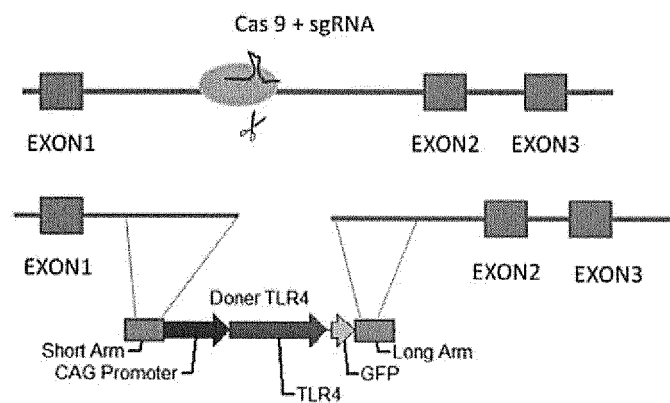 Cas 9 + sgRNA
EXON1
EXON2
EXON3
EXON1
EXON2
EXON3
Doner TLR4
Short Arm
Long Arm
CAG Promoter
GFP
TLR4